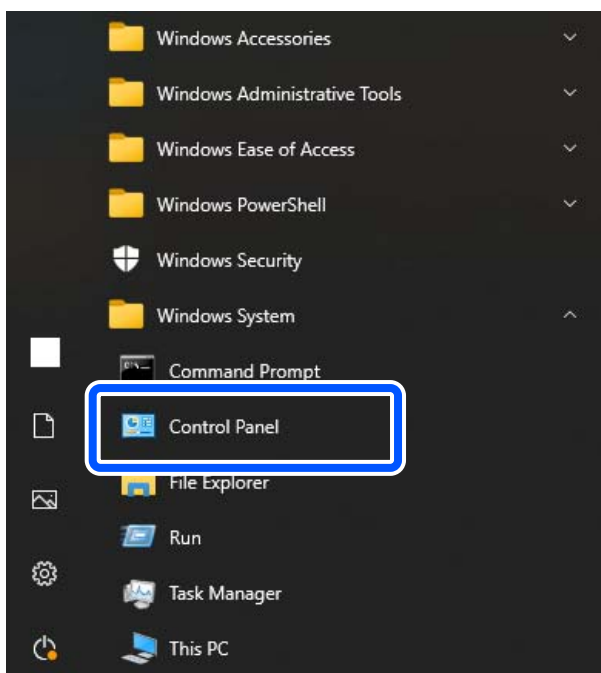 Windows Accessories
Windows Administrative Tools
Windows Ease of Access
Windows PowerShell
Windows Security
Windows System
Command Prompt
Control Panel
File Explorer
Run
Task Manager
This PC